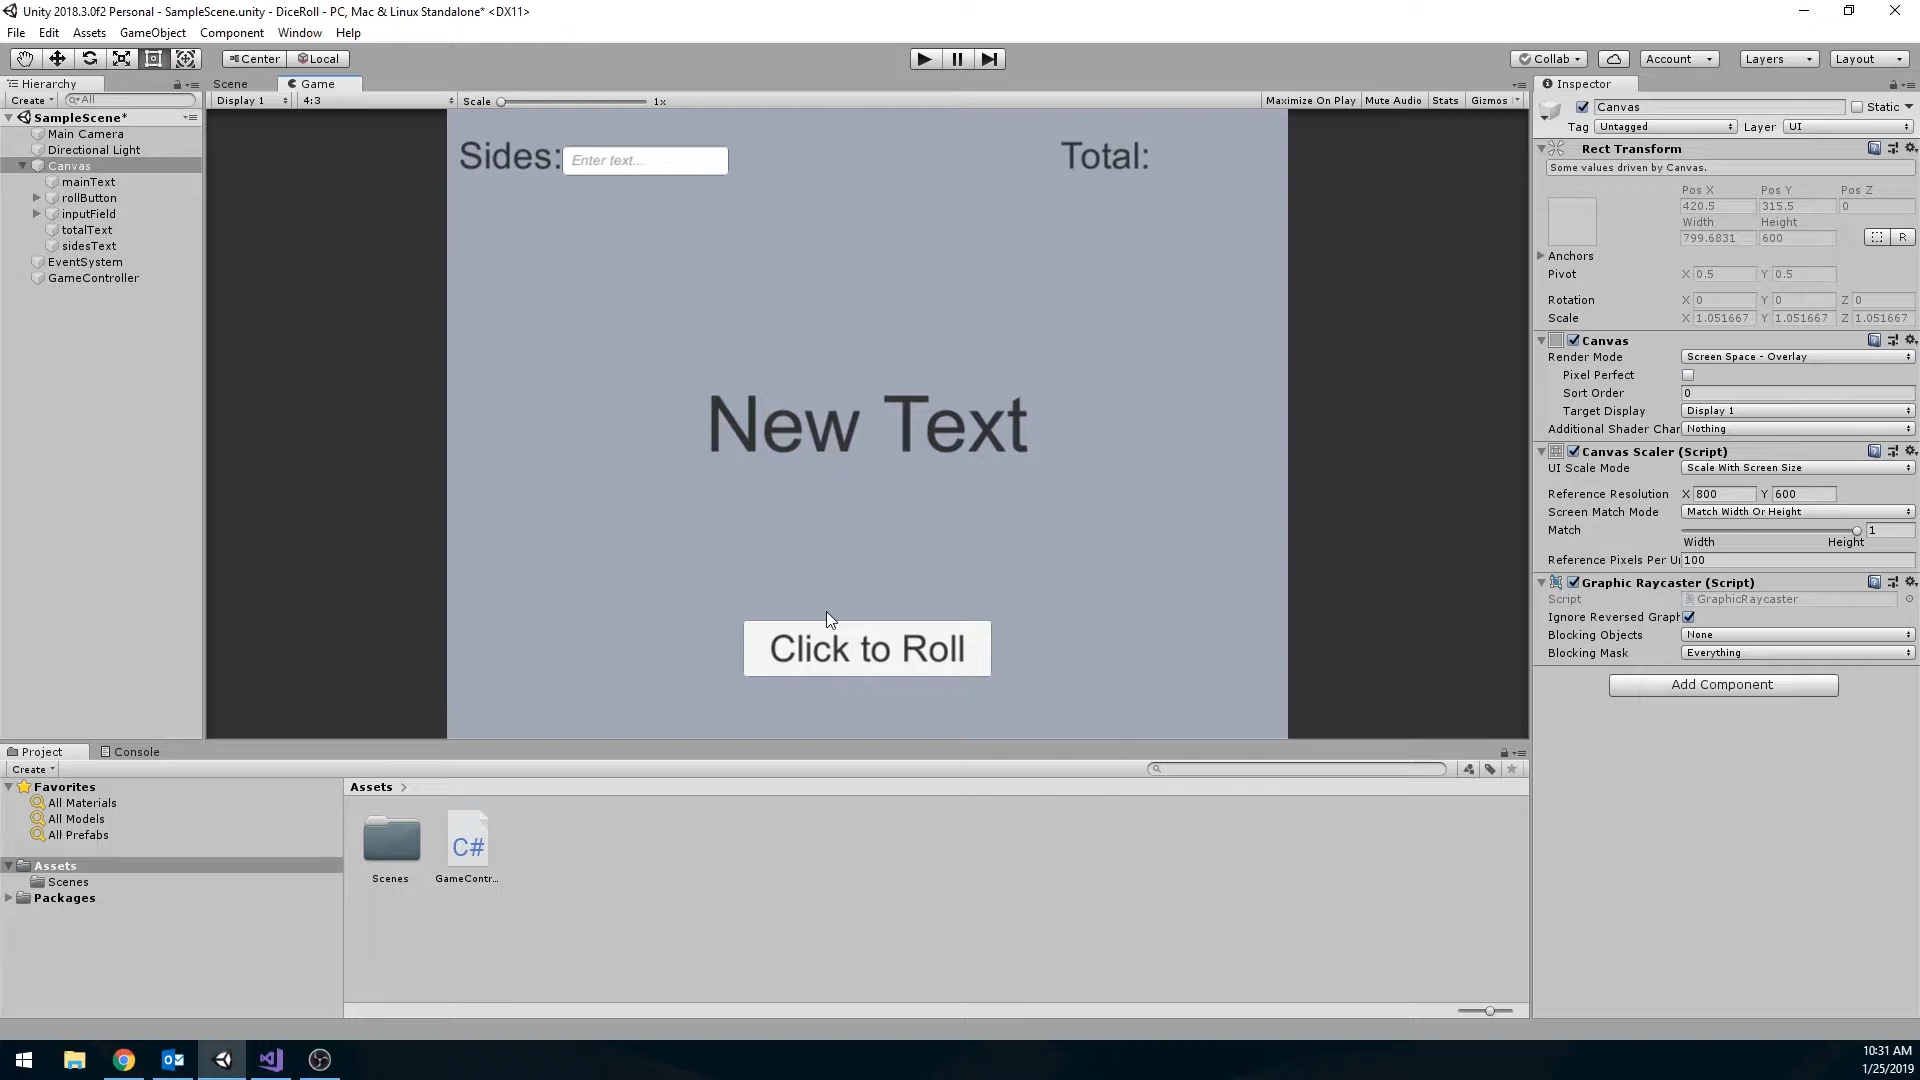 Unity 2018.3.0f2 Personal - SampleScene.unity - DiceRoll - PC, Mac & Linux Standalone* <DX11>
File Edit Assets GameObject Component Window Help
Center Local Collab Account Layers Layout
Hierarchy Scene Game Inspector
Create All Display 1 4:3 Scale 1x Maximize On Play Mute Audio Stats Gizmos Canvas Static
SampleScene*
Main Camera
Directional Light
Canvas
mainText
rollButton
inputField
totalText
sidesText
EventSystem
GameController
Sides: Enter text... Total:
New Text
Click to Roll
Tag Untagged Layer UI
Rect Transform
Some values driven by Canvas.
Pos X Pos Y Pos Z
420.5 315.5 0
Width Height
799.6831 600 R
Anchors
Pivot X 0.5 Y 0.5
Rotation X 0 Y 0 Z 0
Scale X 1.051667 Y 1.051667 Z 1.051667
Canvas
Render Mode Screen Space - Overlay
Pixel Perfect
Sort Order 0
Target Display Display 1
Additional Shader Char Nothing
Canvas Scaler (Script)
UI Scale Mode Scale With Screen Size
Reference Resolution X 800 Y 600
Screen Match Mode Match Width Or Height
Match 1
Width Height
Reference Pixels Per Ur 100
Graphic Raycaster (Script)
Script GraphicRaycaster
Ignore Reversed Graph
Blocking Objects None
Blocking Mask Everything
Add Component
Project Console
Create
Favorites
All Materials
All Models
All Prefabs
Assets
Scenes
Packages
Assets
C#
Scenes GameContr...
10:31 AM
1/25/2019